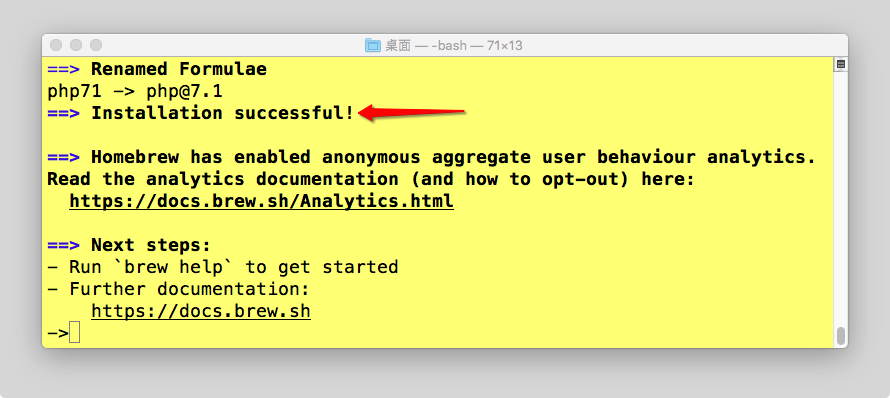 桌面 — -bash — 71×13
==> Renamed Formulae
php71 -> php@7.1
==> Installation successful!
==> Homebrew has enabled anonymous aggregate user behaviour analytics.
Read the analytics documentation (and how to opt-out) here:
https://docs.brew.sh/Analytics.html
==> Next steps:
- Run `brew help` to get started
- Further documentation:
https://docs.brew.sh
->